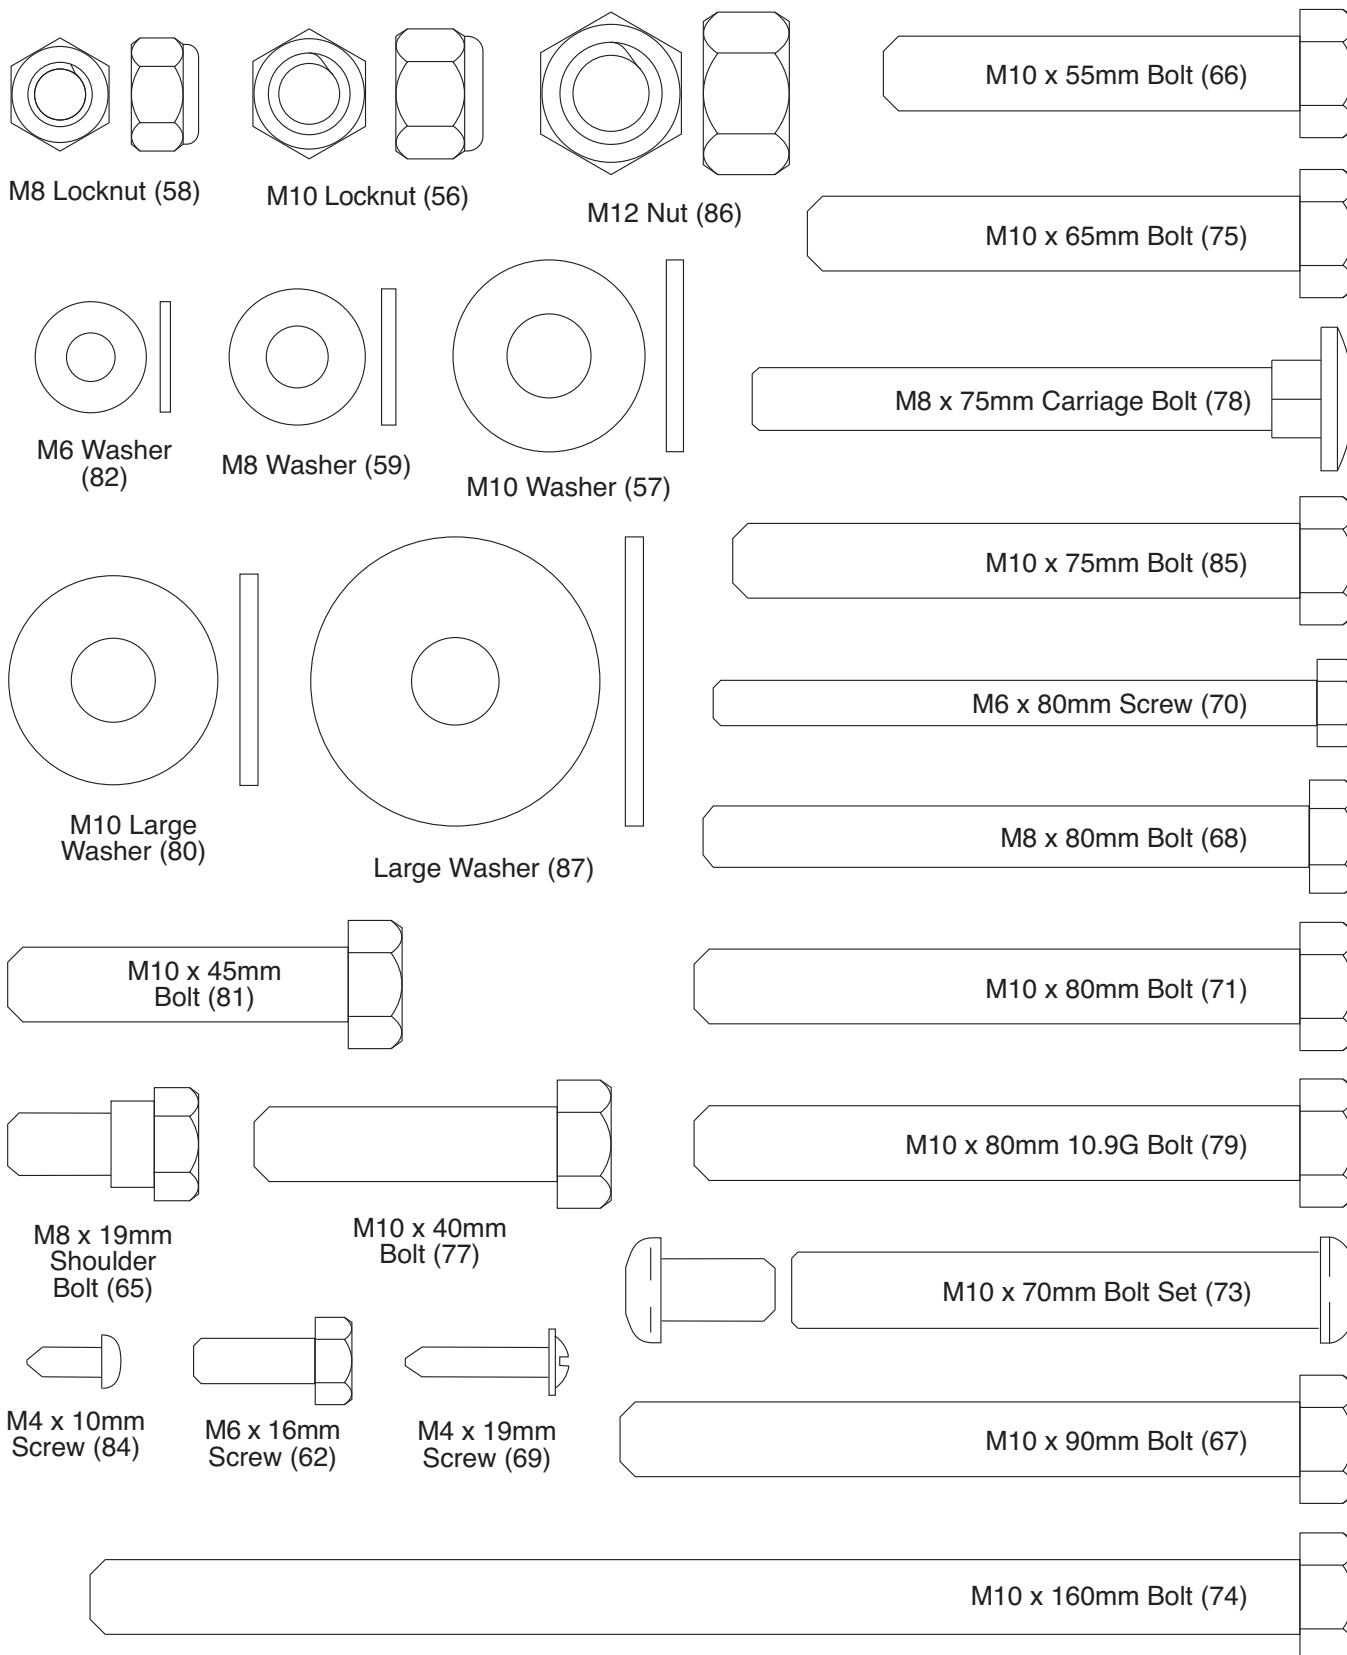 M10 x 55mm Bolt (66)
M8 Locknut (58)
M10 Locknut (56)
M12 Nut (86)
M10 x 65mm Bolt (75)
M8 x 75mm Carriage Bolt (78)
M6 Washer
(82)
M8 Washer (59)
M10 Washer (57)
M10 x 75mm Bolt (85)
M6 x 80mm Screw (70)
M10 Large
Washer (80)
Large Washer (87)
M8 x 80mm Bolt (68)
M10 x 45mm
Bolt (81)
M10 x 80mm Bolt (71)
M10 x 80mm 10.9G Bolt (79)
M8 x 19mm
Shoulder
Bolt (65)
M10 x 40mm
Bolt (77)
M10 x 70mm Bolt Set (73)
M4 x 10mm
Screw (84)
M6 x 16mm
Screw (62)
M4 x 19mm
Screw (69)
M10 x 90mm Bolt (67)
M10 x 160mm Bolt (74)